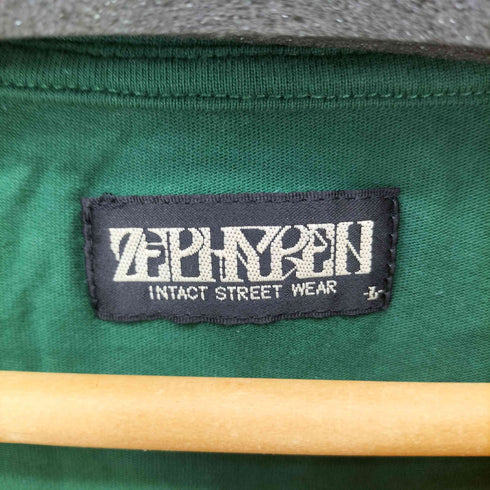 ZEPHYREN
INTACT STREET WEAR
-L-